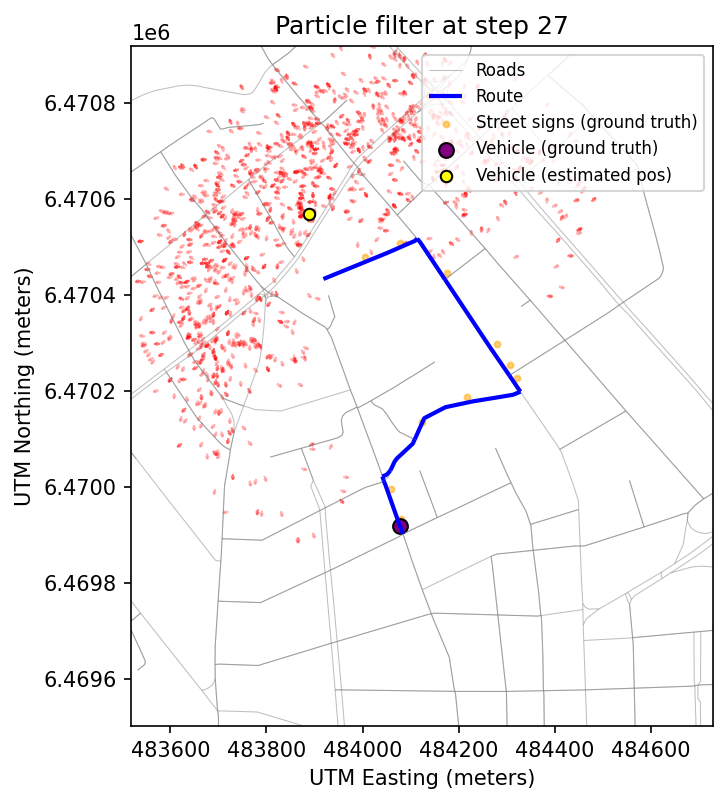 Particle filter at step 27
1e6
Roads
Route
Street signs (ground truth)
Vehicle (ground truth)
Vehicle (estimated pos)
6.4708
6.4706
6.4704
6.4702
6.4700
6.4698
6.4696
UTM Northing (meters)
483600 483800 484000 484200 484400 484600
UTM Easting (meters)